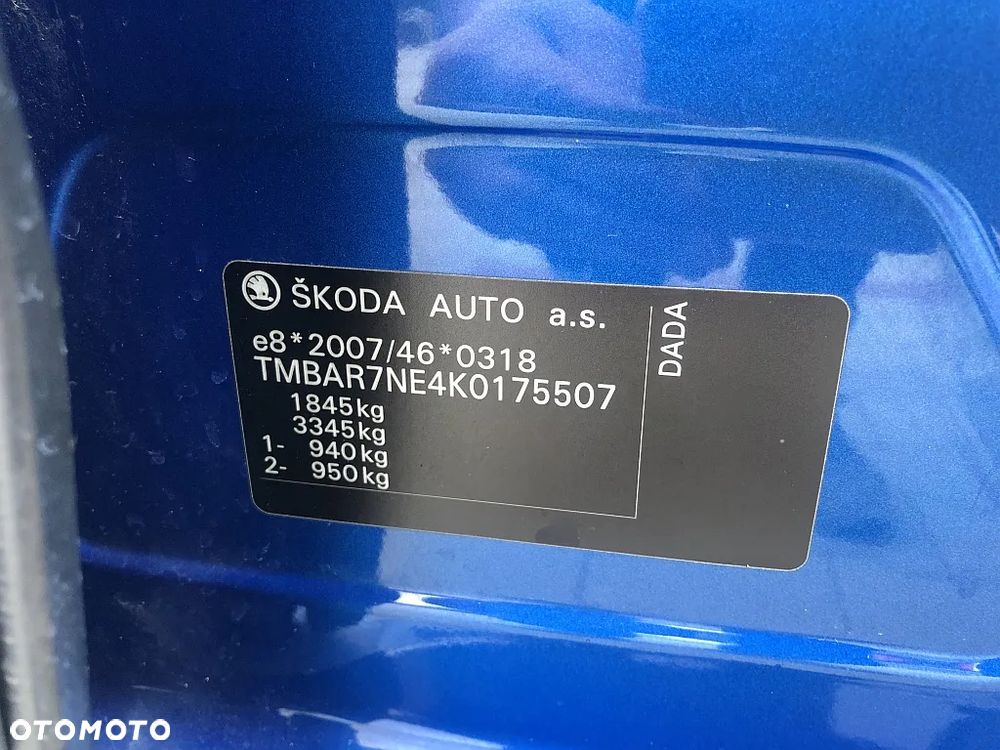 ŠKODA AUTO a.s.
e8*2007/46*0318
TMBAR7NE4K0175507
1845kg
3345kg
1- 940kg
2- 950kg
DADA
OTOMOTO